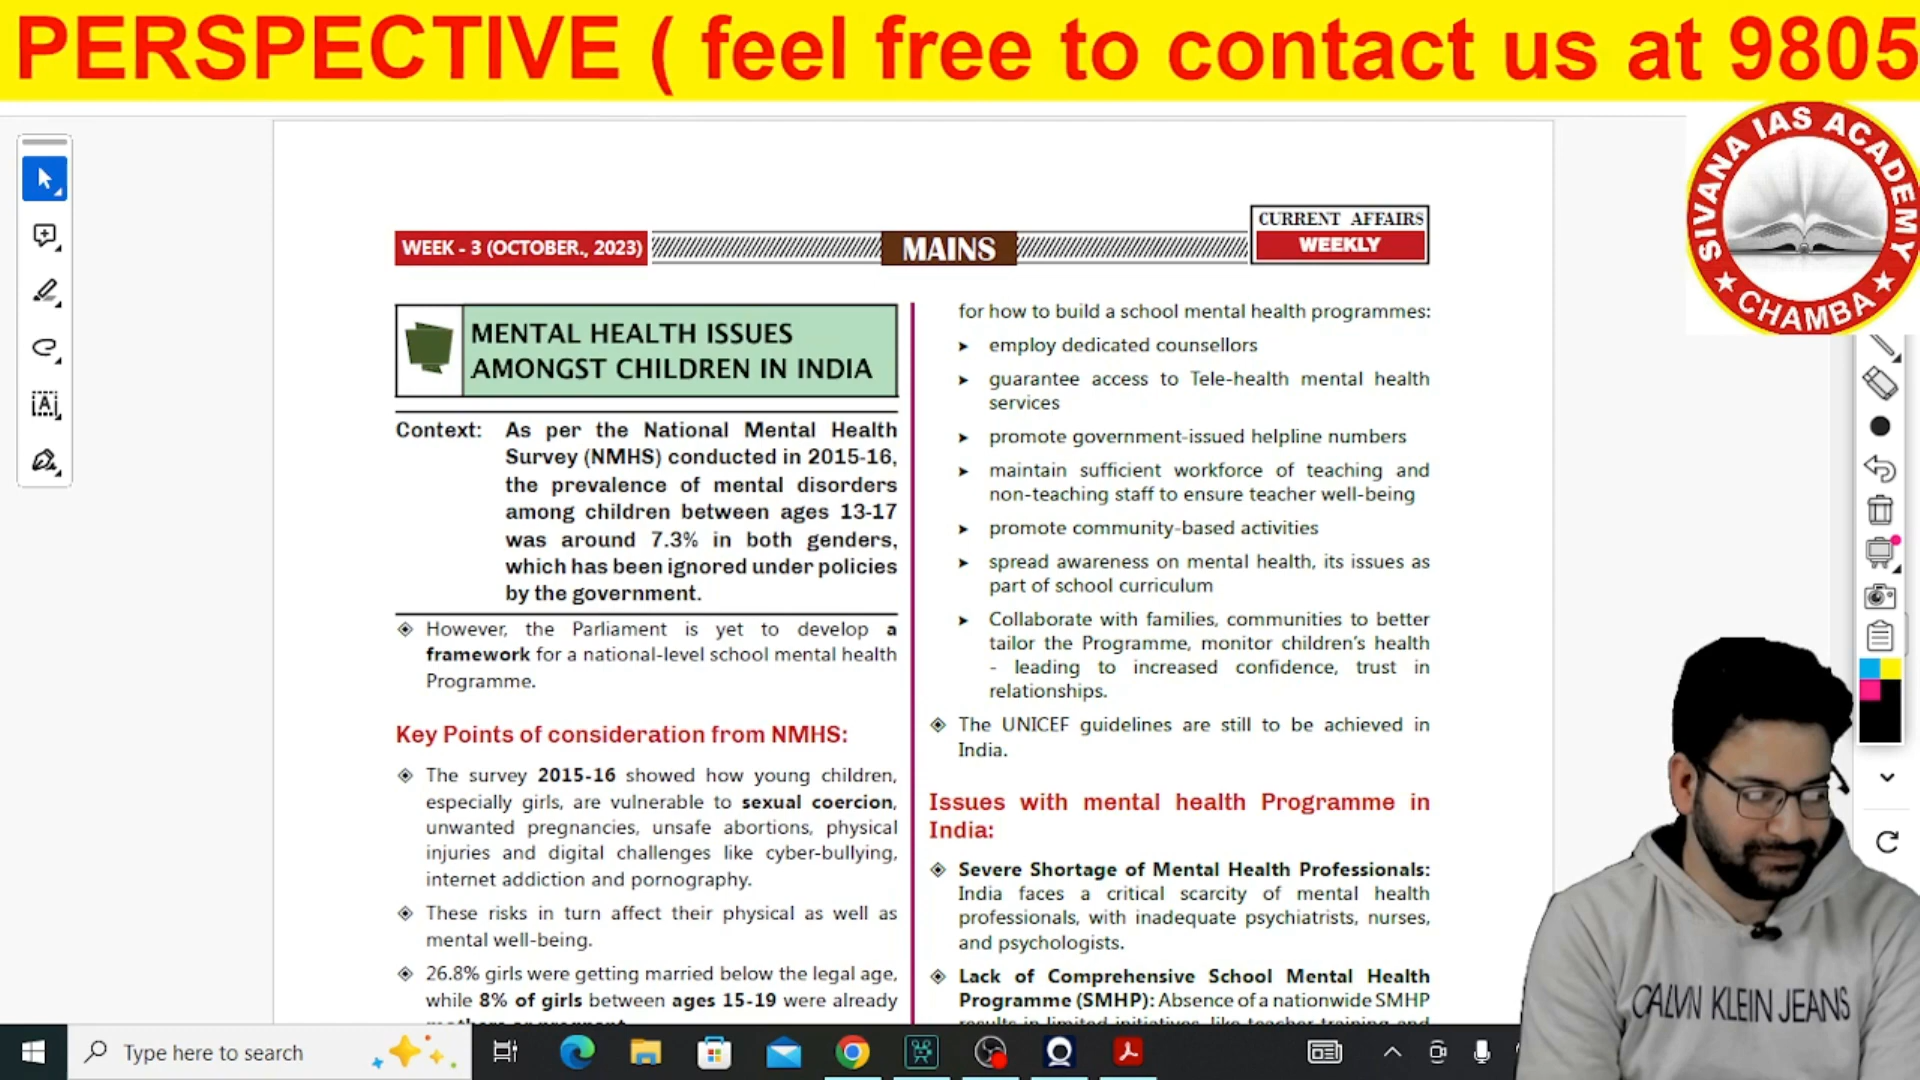 PERSPECTIVE ( feel free to contact us at 9805
SIVANA IAS ACADEMY
CHAMBA
WEEK - 3 (OCTOBER., 2023)
MAINS
CURRENT AFFAIRS
WEEKLY
MENTAL HEALTH ISSUES
AMONGST CHILDREN IN INDIA
Context: As per the National Mental Health
Survey (NMHS) conducted in 2015-16,
the prevalence of mental disorders
among children between ages 13-17
was around 7.3% in both genders,
which has been ignored under policies
by the government.
However, the Parliament is yet to develop a
framework for a national-level school mental health
Programme.
Key Points of consideration from NMHS:
The survey 2015-16 showed how young children,
especially girls, are vulnerable to sexual coercion,
unwanted pregnancies, unsafe abortions, physical
injuries and digital challenges like cyber-bullying,
internet addiction and pornography.
These risks in turn affect their physical as well as
mental well-being.
26.8% girls were getting married below the legal age,
while 8% of girls between ages 15-19 were already
mothers or pregnant.
for how to build a school mental health programmes:
employ dedicated counsellors
guarantee access to Tele-health mental health
services
promote government-issued helpline numbers
maintain sufficient workforce of teaching and
non-teaching staff to ensure teacher well-being
promote community-based activities
spread awareness on mental health, its issues as
part of school curriculum
Collaborate with families, communities to better
tailor the Programme, monitor children's health
- leading to increased confidence, trust in
relationships.
The UNICEF guidelines are still to be achieved in
India.
Issues with mental health Programme in
India:
Severe Shortage of Mental Health Professionals:
India faces a critical scarcity of mental health
professionals, with inadequate psychiatrists, nurses,
and psychologists.
Lack of Comprehensive School Mental Health
Programme (SMHP): Absence of a nationwide SMHP
results in limited initiatives, like teacher training and
CALVIN KLEIN JEANS
Type here to search